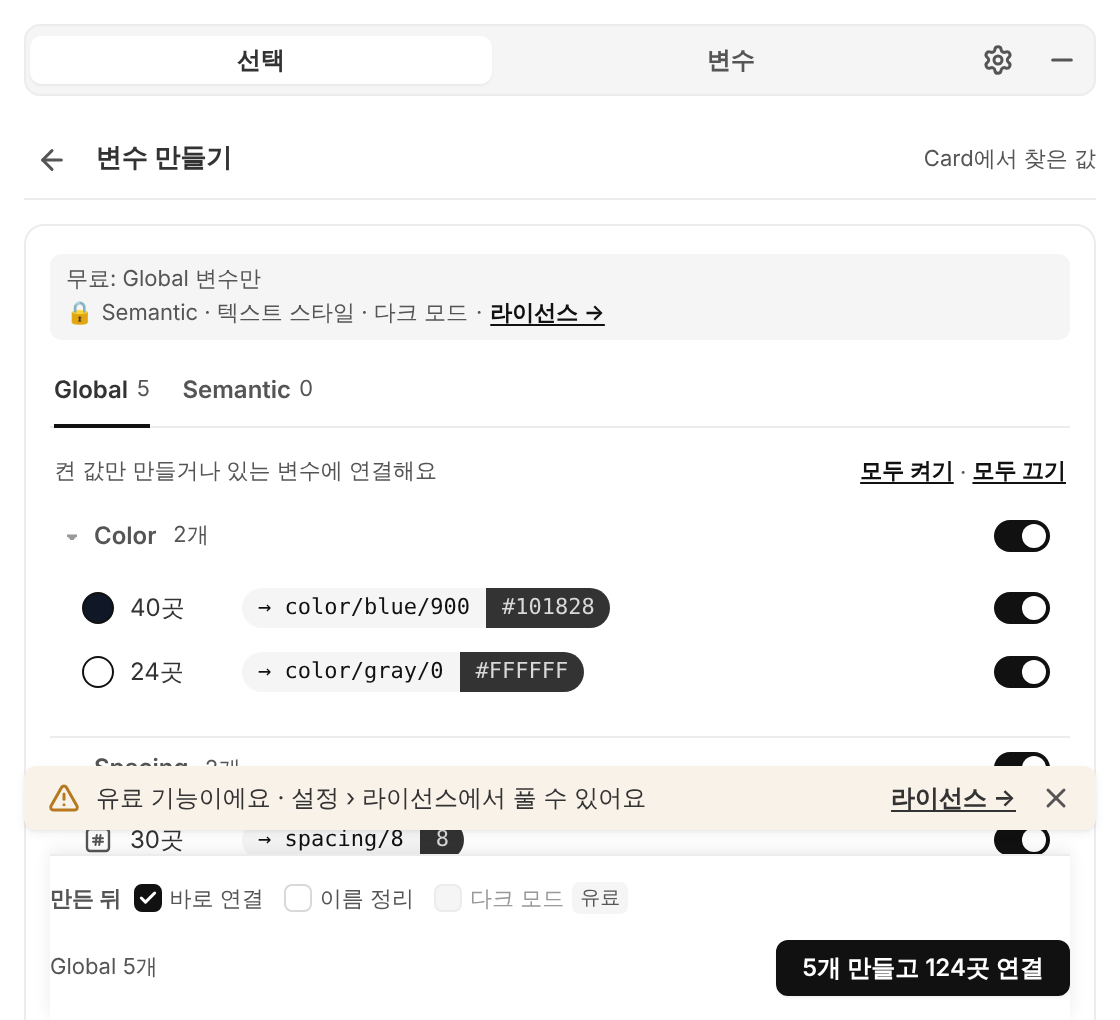 선택 변수
변수 만들기 Card에서 찾은 값
무료: Global 변수만
🔒 Semantic · 텍스트 스타일 · 다크 모드 · 라이선스 →
Global 5 Semantic 0
켠 값만 만들거나 있는 변수에 연결해요 모두 켜기 · 모두 끄기
Color 2개
40곳 → color/blue/900 #101828
24곳 → color/gray/0 #FFFFFF
Spacing 2개
유료 기능이에요 · 설정 › 라이선스에서 풀 수 있어요 라이선스 →
30곳 → spacing/8 8
만든 뒤 바로 연결 이름 정리 다크 모드 유료
Global 5개 5개 만들고 124곳 연결